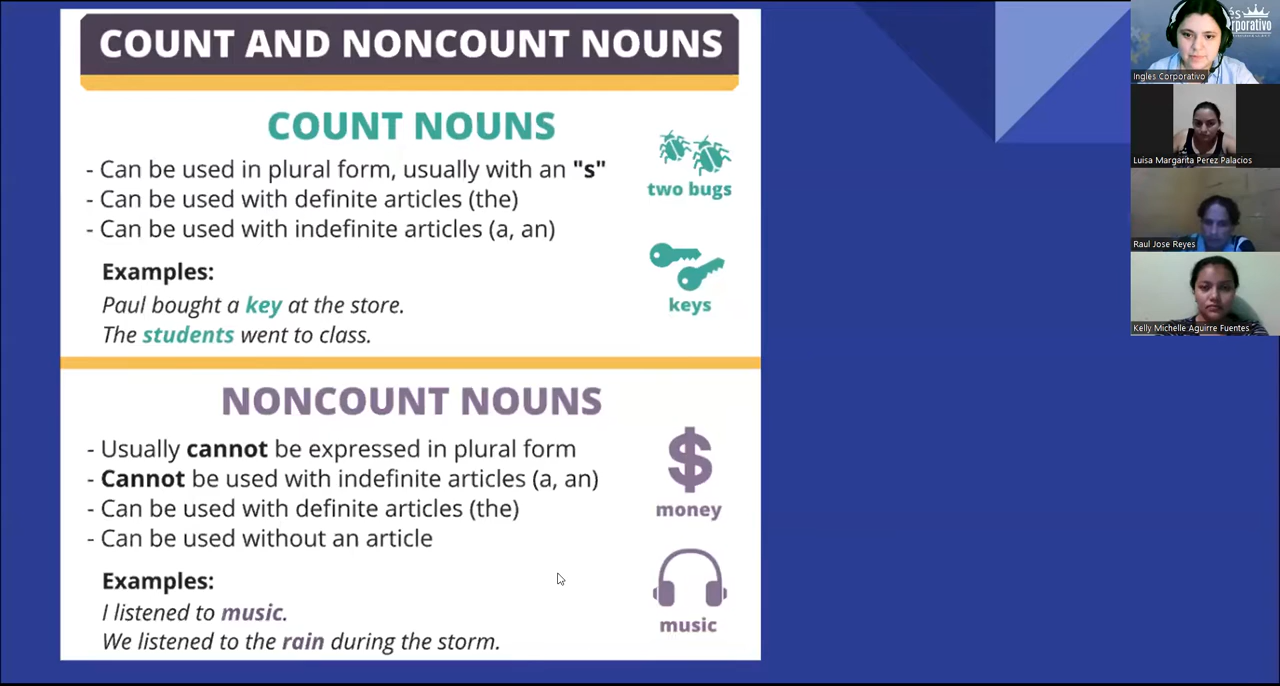 COUNT AND NONCOUNT NOUNS
COUNT NOUNS
- Can be used in plural form, usually with an "s"
- Can be used with definite articles (the)
- Can be used with indefinite articles (a, an)
two bugs
keys
Examples:
Paul bought a key at the store.
The students went to class.
NONCOUNT NOUNS
- Usually cannot be expressed in plural form
- Cannot be used with indefinite articles (a, an)
- Can be used with definite articles (the)
- Can be used without an article
money
music
Examples:
I listened to music.
We listened to the rain during the storm.
Ingles Corporativo
Luisa Margarita Perez Palacios
Raul Jose Reyes
Kelly Michelle Aguirre Fuentes